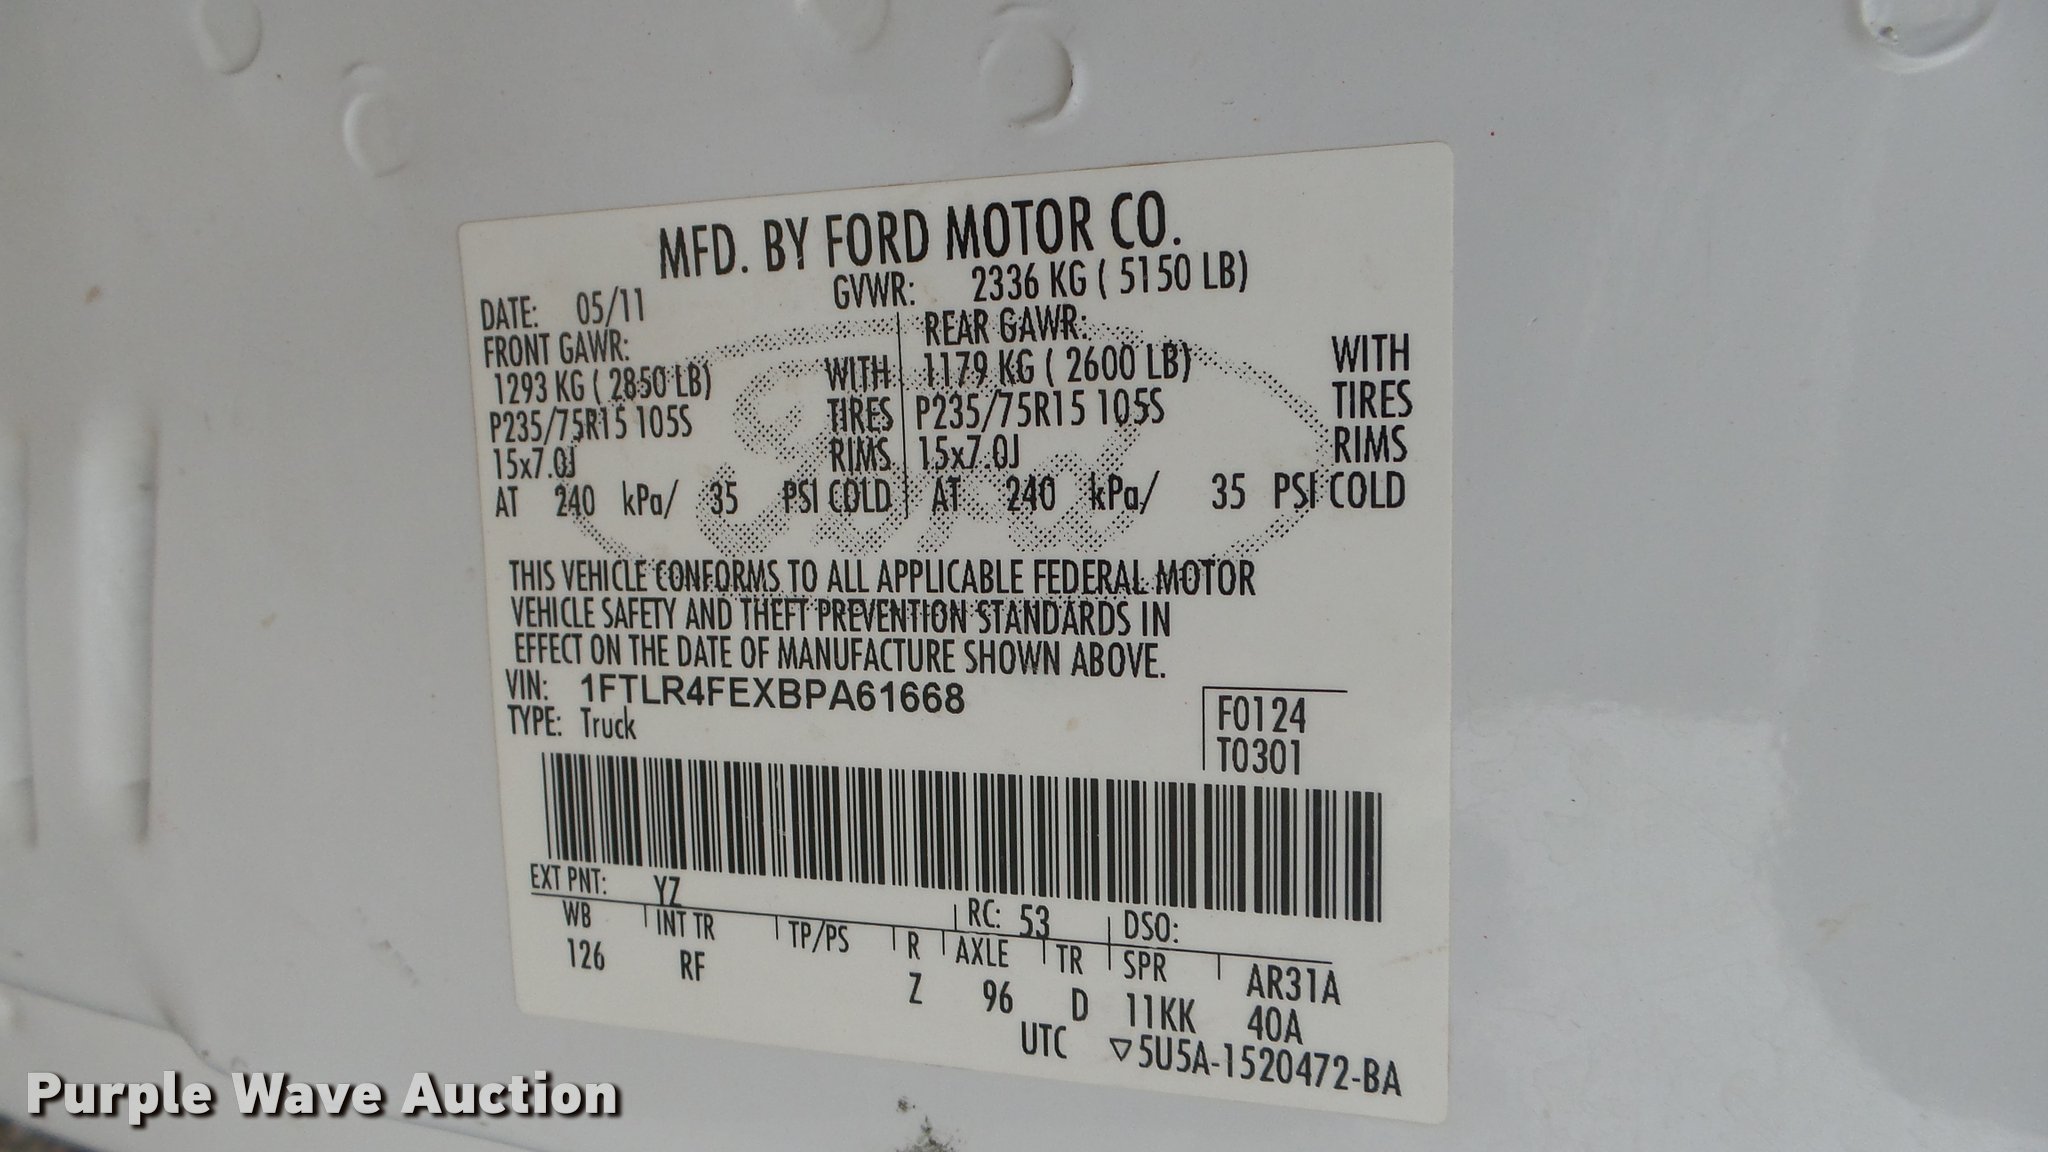 MFD. BY FORD MOTOR CO.
DATE: 05/11 GVWR: 2336 KG ( 5150 LB)
FRONT GAWR: REAR GAWR:
1293 KG ( 2850 LB) WITH 1179 KG ( 2600 LB) WITH
P235/75R15 105S TIRES P235/75R15 105S TIRES
15x7.0J RIMS 15x7.0J RIMS
AT 240 kPa/ 35 PSI COLD AT 240 kPa/ 35 PSI COLD
Ford
THIS VEHICLE CONFORMS TO ALL APPLICABLE FEDERAL MOTOR
VEHICLE SAFETY AND THEFT PREVENTION STANDARDS IN
EFFECT ON THE DATE OF MANUFACTURE SHOWN ABOVE.
VIN: 1FTLR4FEXBPA61668 F0124
TYPE: Truck T0301
EXT PNT: YZ RC: 53 DSO:
WB INT TR TP/PS R AXLE TR SPR AR31A
126 RF Z 96 D 11KK 40A
UTC ▽5U5A-1520472-BA
Purple Wave Auction